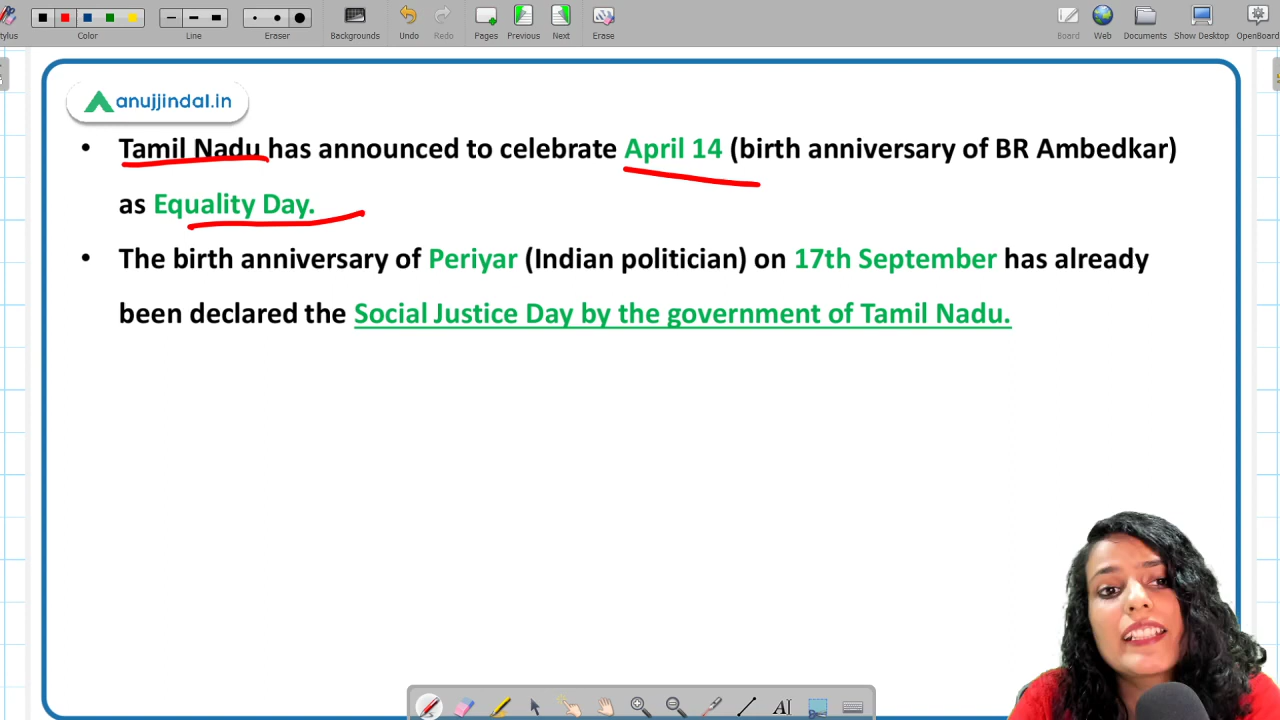 tylus
Color
Line
Eraser
Backgrounds
Undo
Redo
Pages
Previous
Next
Erase
Board
Web
Documents
Show Desktop
OpenBoard
anujjindal.in
• Tamil Nadu has announced to celebrate April 14 (birth anniversary of BR Ambedkar)
as Equality Day.
• The birth anniversary of Periyar (Indian politician) on 17th September has already
been declared the Social Justice Day by the government of Tamil Nadu.